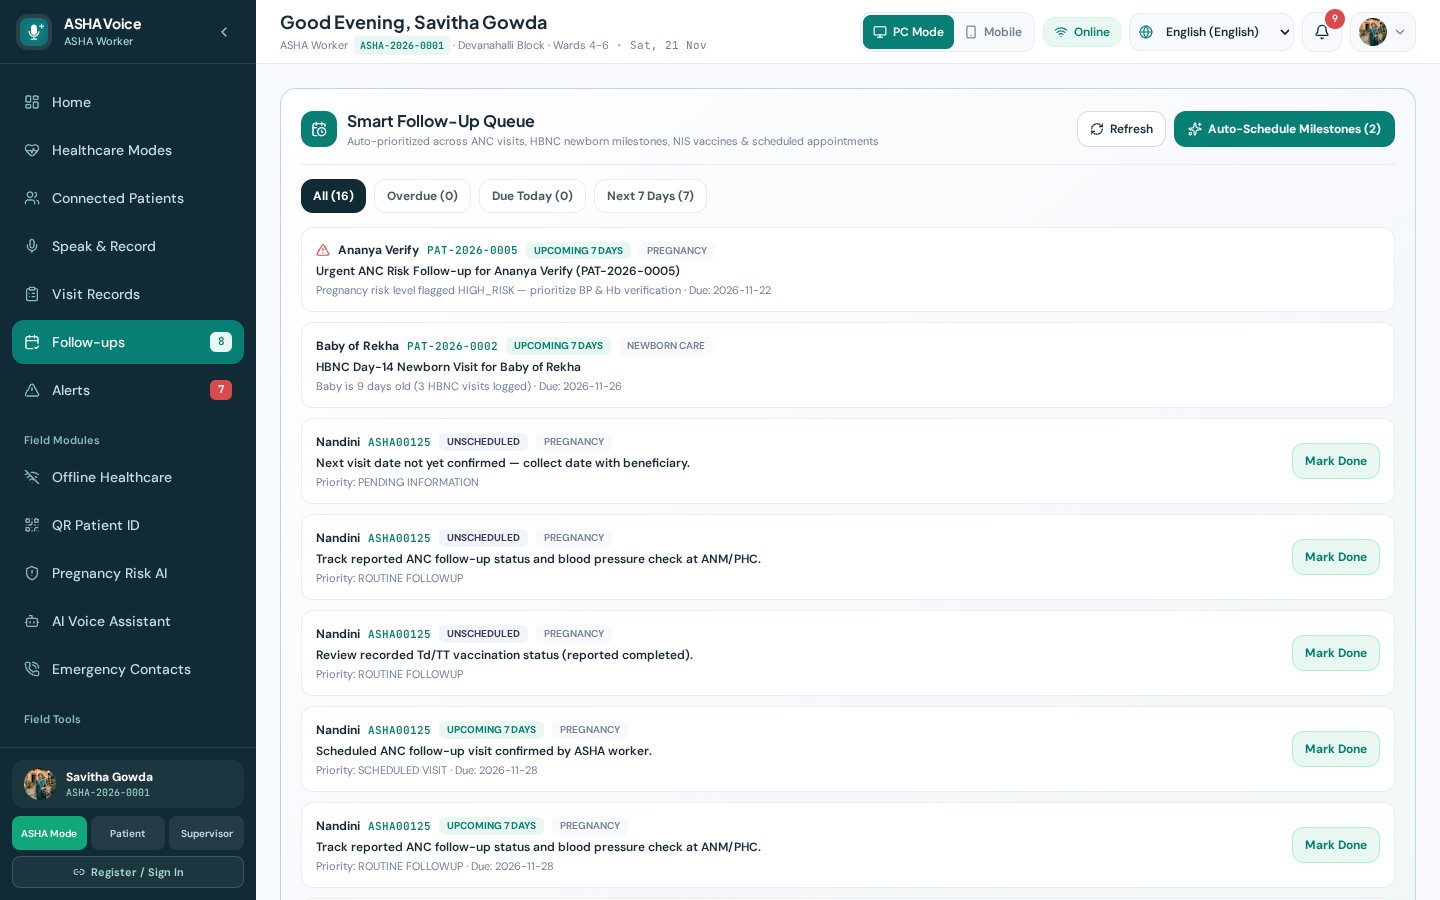 ASHAVoice
ASHA Worker
Home
Healthcare Modes
Connected Patients
Speak & Record
Visit Records
Follow-ups 8
Alerts 7
Field Modules
Offline Healthcare
QR Patient ID
Pregnancy Risk AI
AI Voice Assistant
Emergency Contacts
Field Tools
Savitha Gowda
ASHA-2026-0001
ASHA Mode Patient Supervisor
Register / Sign In
Good Evening, Savitha Gowda
ASHA Worker ASHA-2026-0001 · Devanahalli Block · Wards 4-6 · Sat, 21 Nov
PC Mode Mobile Online English (English) 9
Smart Follow-Up Queue
Auto-prioritized across ANC visits, HBNC newborn milestones, NIS vaccines & scheduled appointments
Refresh Auto-Schedule Milestones (2)
All (16) Overdue (0) Due Today (0) Next 7 Days (7)
Ananya Verify PAT-2026-0005 UPCOMING 7 DAYS PREGNANCY
Urgent ANC Risk Follow-up for Ananya Verify (PAT-2026-0005)
Pregnancy risk level flagged HIGH_RISK — prioritize BP & Hb verification · Due: 2026-11-22
Baby of Rekha PAT-2026-0002 UPCOMING 7 DAYS NEWBORN CARE
HBNC Day-14 Newborn Visit for Baby of Rekha
Baby is 9 days old (3 HBNC visits logged) · Due: 2026-11-26
Nandini ASHA00125 UNSCHEDULED PREGNANCY
Next visit date not yet confirmed — collect date with beneficiary.
Priority: PENDING INFORMATION
Mark Done
Nandini ASHA00125 UNSCHEDULED PREGNANCY
Track reported ANC follow-up status and blood pressure check at ANM/PHC.
Priority: ROUTINE FOLLOWUP
Mark Done
Nandini ASHA00125 UNSCHEDULED PREGNANCY
Review recorded Td/TT vaccination status (reported completed).
Priority: ROUTINE FOLLOWUP
Mark Done
Nandini ASHA00125 UPCOMING 7 DAYS PREGNANCY
Scheduled ANC follow-up visit confirmed by ASHA worker.
Priority: SCHEDULED VISIT · Due: 2026-11-28
Mark Done
Nandini ASHA00125 UPCOMING 7 DAYS PREGNANCY
Track reported ANC follow-up status and blood pressure check at ANM/PHC.
Priority: ROUTINE FOLLOWUP · Due: 2026-11-28
Mark Done